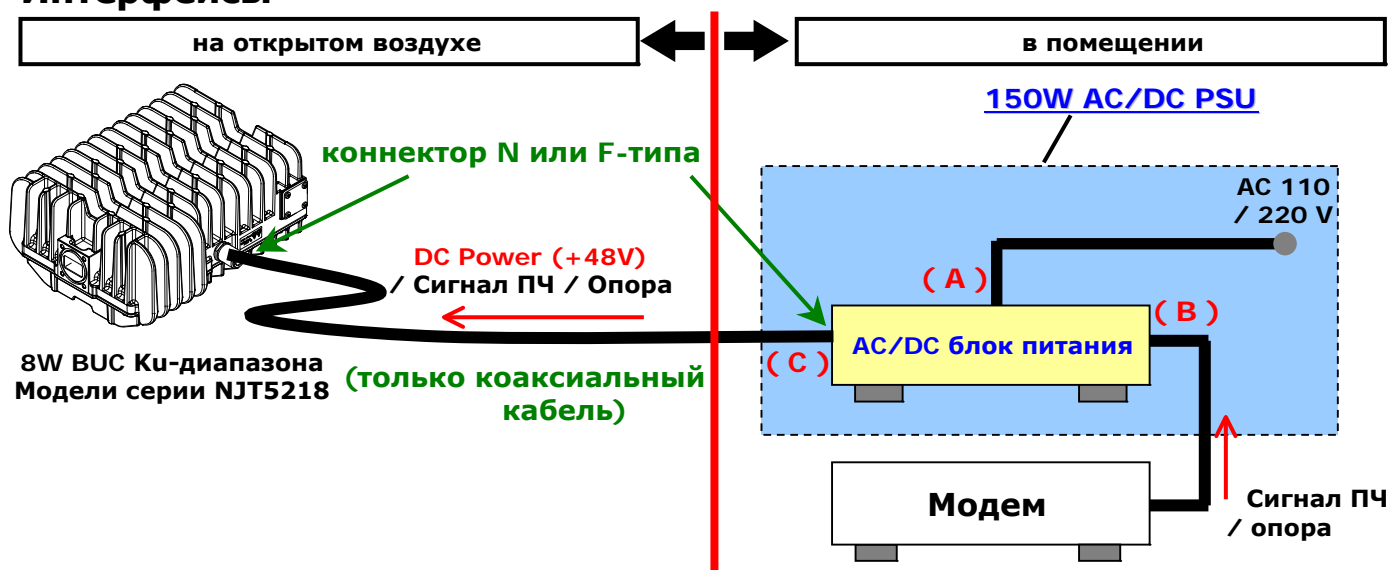 Интерфейсы
на открытом воздухе
в помещении
150W AC/DC PSU
коннектор N или F-типа
AC 110
/ 220 V
DC Power (+48V)
/ Сигнал ПЧ / Опора
( A )
( B )
( C )
AC/DC блок питания
8W BUC Ku-диапазона
Модели серии NJT5218
(только коаксиальный
кабель)
Модем
Сигнал ПЧ
/ опора